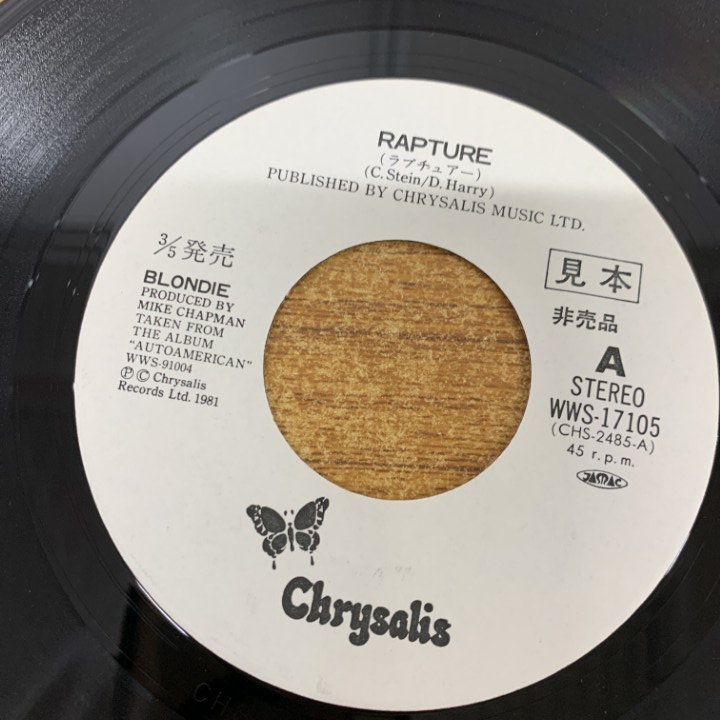 RAPTURE
(ラプチュアー)
(C. Stein/D. Harry)
PUBLISHED BY CHRYSALIS MUSIC LTD.
3/5発売
BLONDIE
PRODUCED BY
MIKE CHAPMAN
TAKEN FROM
THE ALBUM
"AUTOAMERICAN"
WWS-91004
Ⓟ © Chrysalis
Records Ltd. 1981
見本
非売品
A
STEREO
WWS-17105
(CHS-2485-A)
45 r.p.m.
JASRAC
Chrysalis